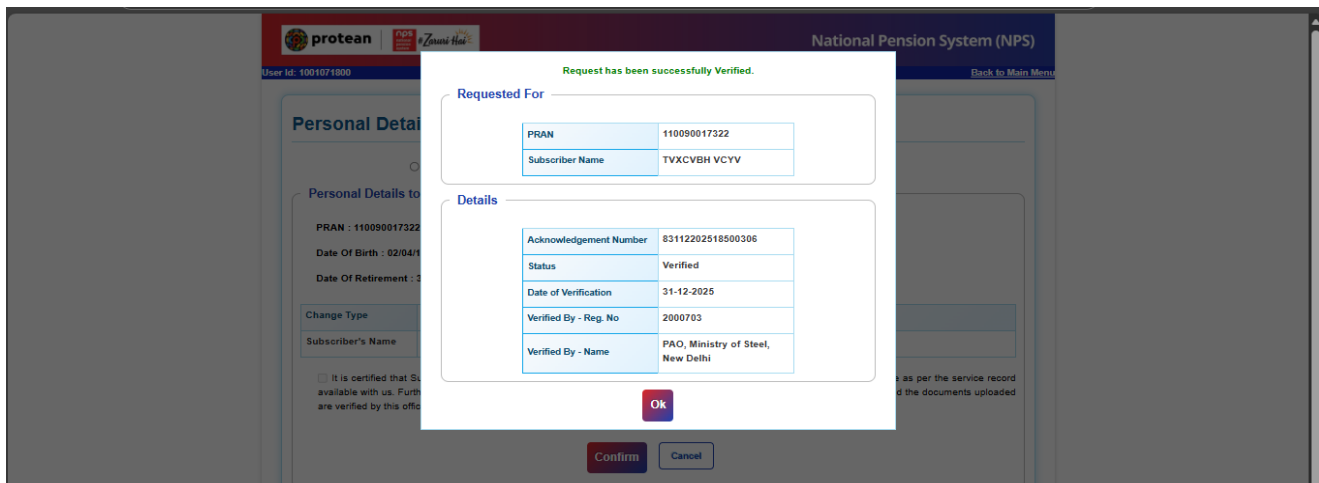 protean
nps
#Zaruri Hai
National Pension System (NPS)
User Id: 1001071800
Back to Main Menu
Request has been successfully Verified.
Requested For
PRAN 110090017322
Subscriber Name TVXCVBH VCYV
Details
Acknowledgement Number 83112202518500306
Status Verified
Date of Verification 31-12-2025
Verified By - Reg. No 2000703
Verified By - Name PAO, Ministry of Steel,
New Delhi
Ok
Personal Detai
Personal Details to
PRAN : 110090017322
Date Of Birth : 02/04/1
Date Of Retirement : 3
Change Type
Subscriber's Name
It is certified that Su e as per the service record
available with us. Furth d the documents uploaded
are verified by this offic
Confirm Cancel